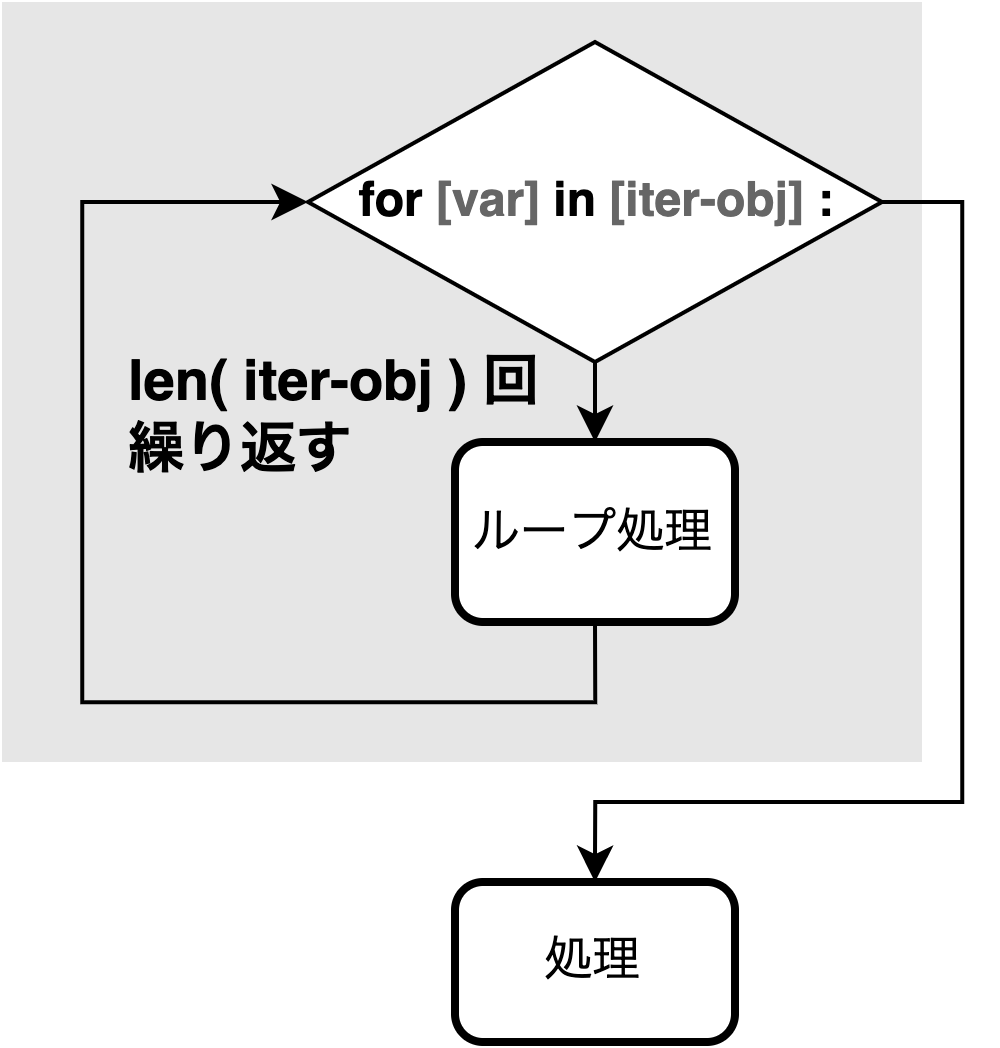 for [var] in [iter-obj] :
len( iter-obj ) 回
繰り返す
ループ処理
処理